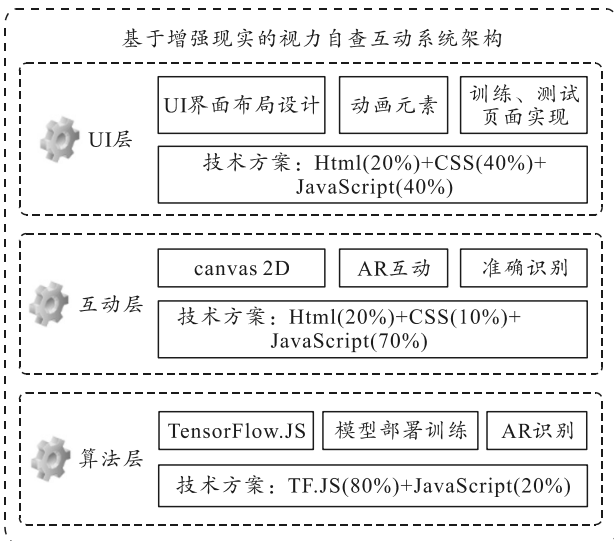 基于增强现实的视力自查互动系统架构
UI层
UI界面布局设计
动画元素
训练、测试
页面实现
技术方案：Html(20%)+CSS(40%)+
JavaScript(40%)
互动层
canvas 2D
AR互动
准确识别
技术方案：Html(20%)+CSS(10%)+
JavaScript(70%)
算法层
TensorFlow.JS
模型部署训练
AR识别
技术方案：TF.JS(80%)+JavaScript(20%)